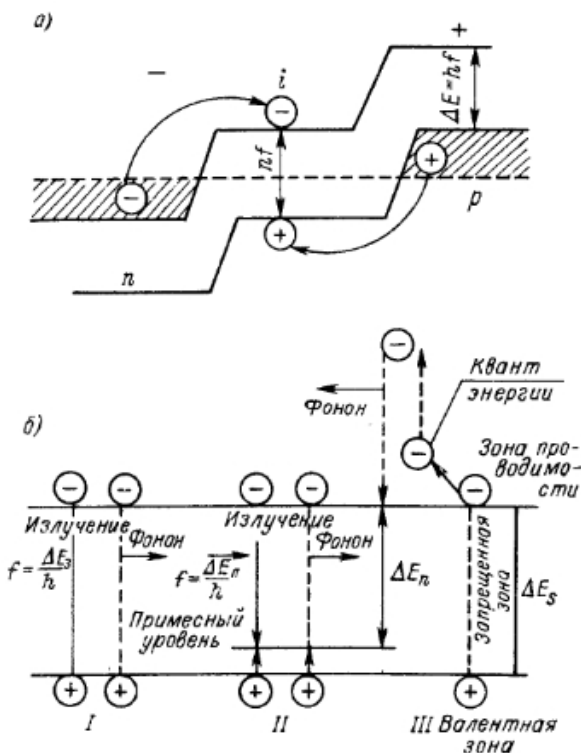 а)
+
−
i
ΔE=hf
hf
−
−
+
+
p
n
−
Квант
энергии
Фонон
−
б)
Зона про-
водимо-
сти
− − − − −
Излучение
Излучение
Фонон
Фонон
f=ΔEз/h
f=ΔEп/h
ΔEп
Запрещенная
зона
ΔEs
Примесный
уровень
+ + + + +
I II III Валентная
зона